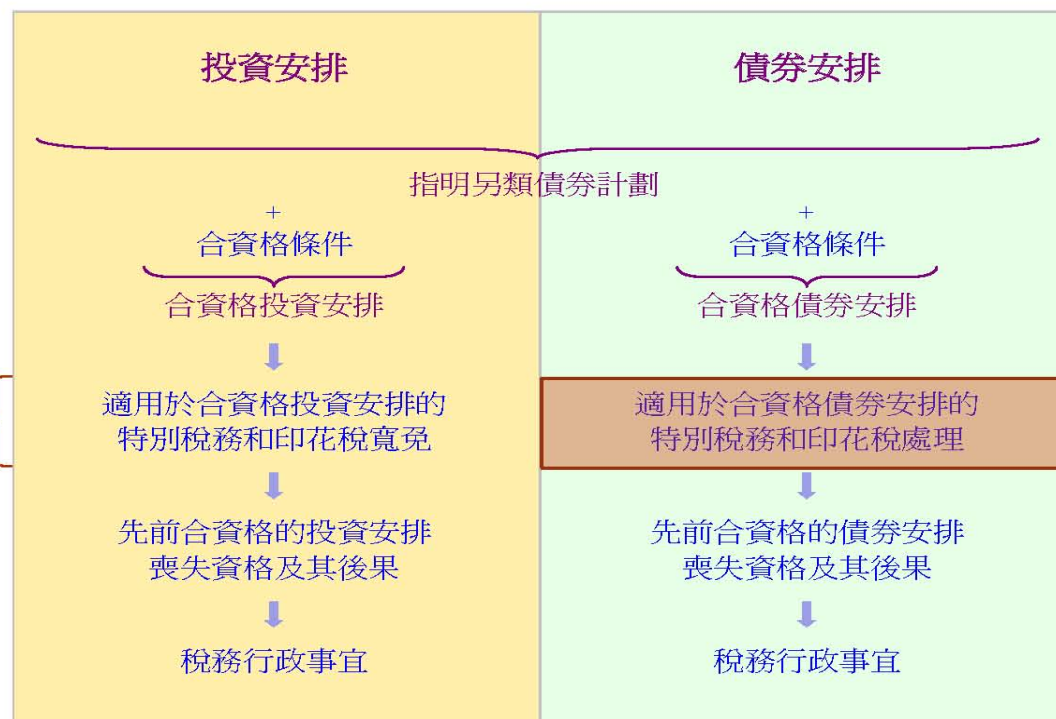 投資安排
債券安排
指明另類債券計劃
+
合資格條件
合資格投資安排
適用於合資格投資安排的
特別稅務和印花稅寬免
先前合資格的投資安排
喪失資格及其後果
稅務行政事宜
+
合資格條件
合資格債券安排
適用於合資格債券安排的
特別稅務和印花稅處理
先前合資格的債券安排
喪失資格及其後果
稅務行政事宜